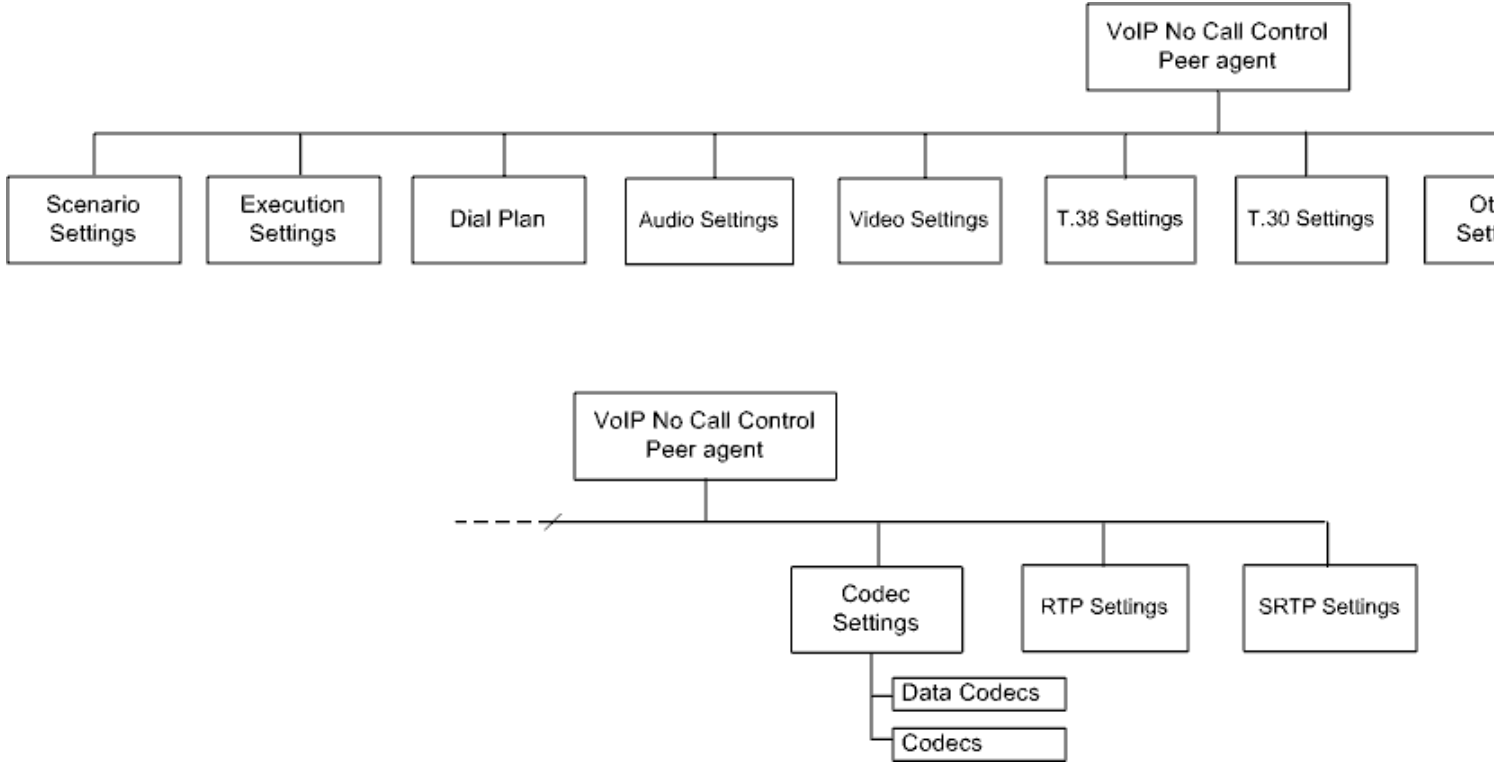 VoIP No Call Control
Peer agent
Scenario
Settings
Execution
Settings
Dial Plan
Audio Settings
Video Settings
T.38 Settings
T.30 Settings
VoIP No Call Control
Peer agent
Codec
Settings
RTP Settings
SRTP Settings
Data Codecs
Codecs